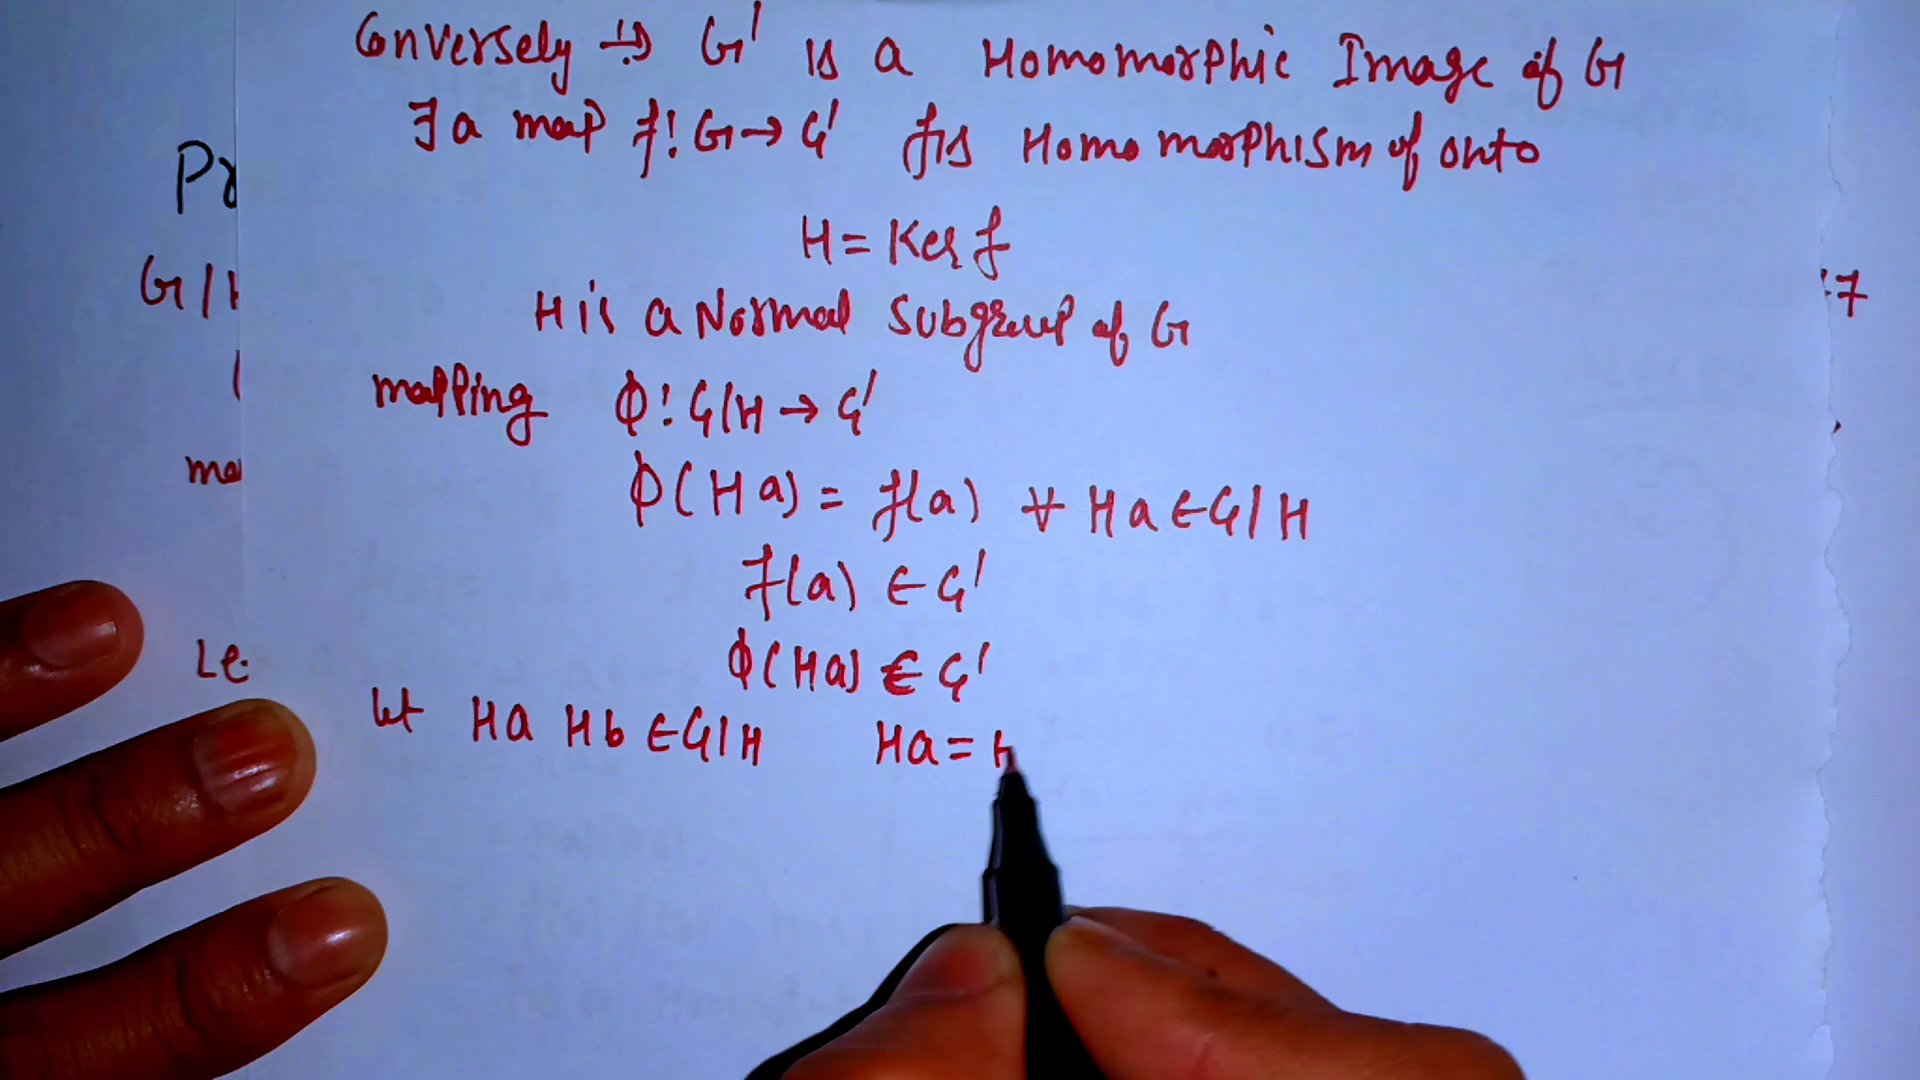 Conversely → G' is a Homomorphic Image of G
∃ a map f: G → G' f is Homomorphism of onto
H = Ker f
H is a Normal Subgroup of G
mapping ϕ: G/H → G'
ϕ(Ha) = f(a) ∀ Ha ∈ G/H
f(a) ∈ G'
ϕ(Ha) ∈ G'
let Ha Hb ∈ G/H Ha = H
G/H
Le